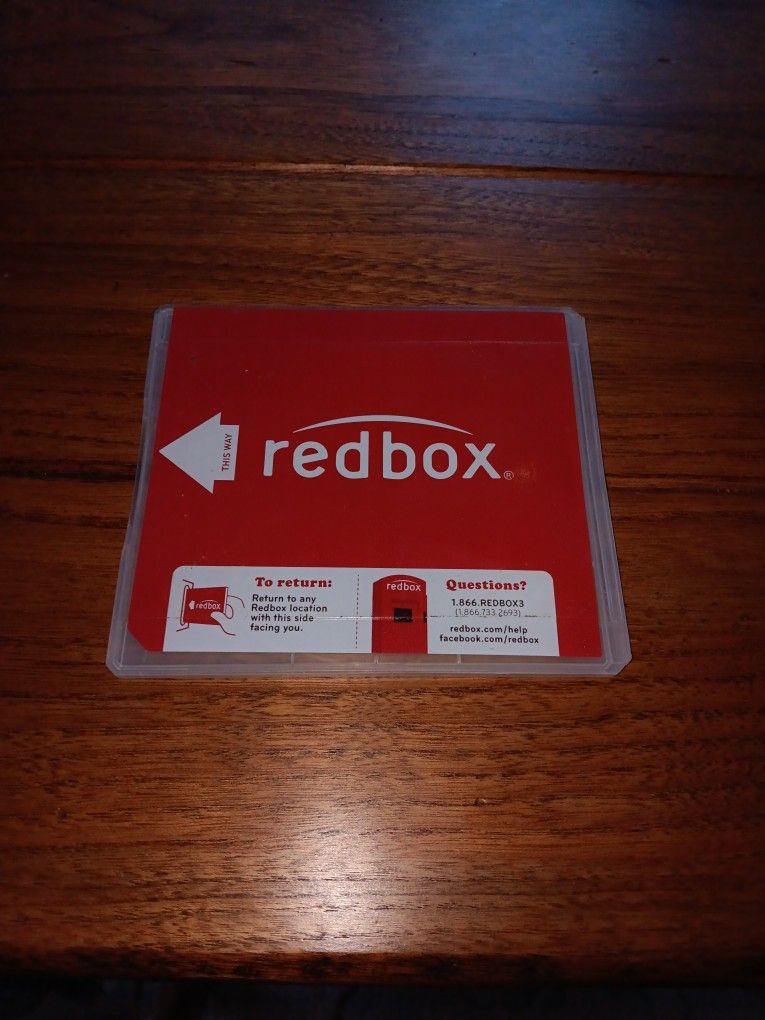 THIS WAY
redbox®
To return:
Return to any
Redbox location
with this side
facing you.
redbox
redbox
Questions?
1.866.REDBOX3
(1.866.733.2693)
redbox.com/help
facebook.com/redbox